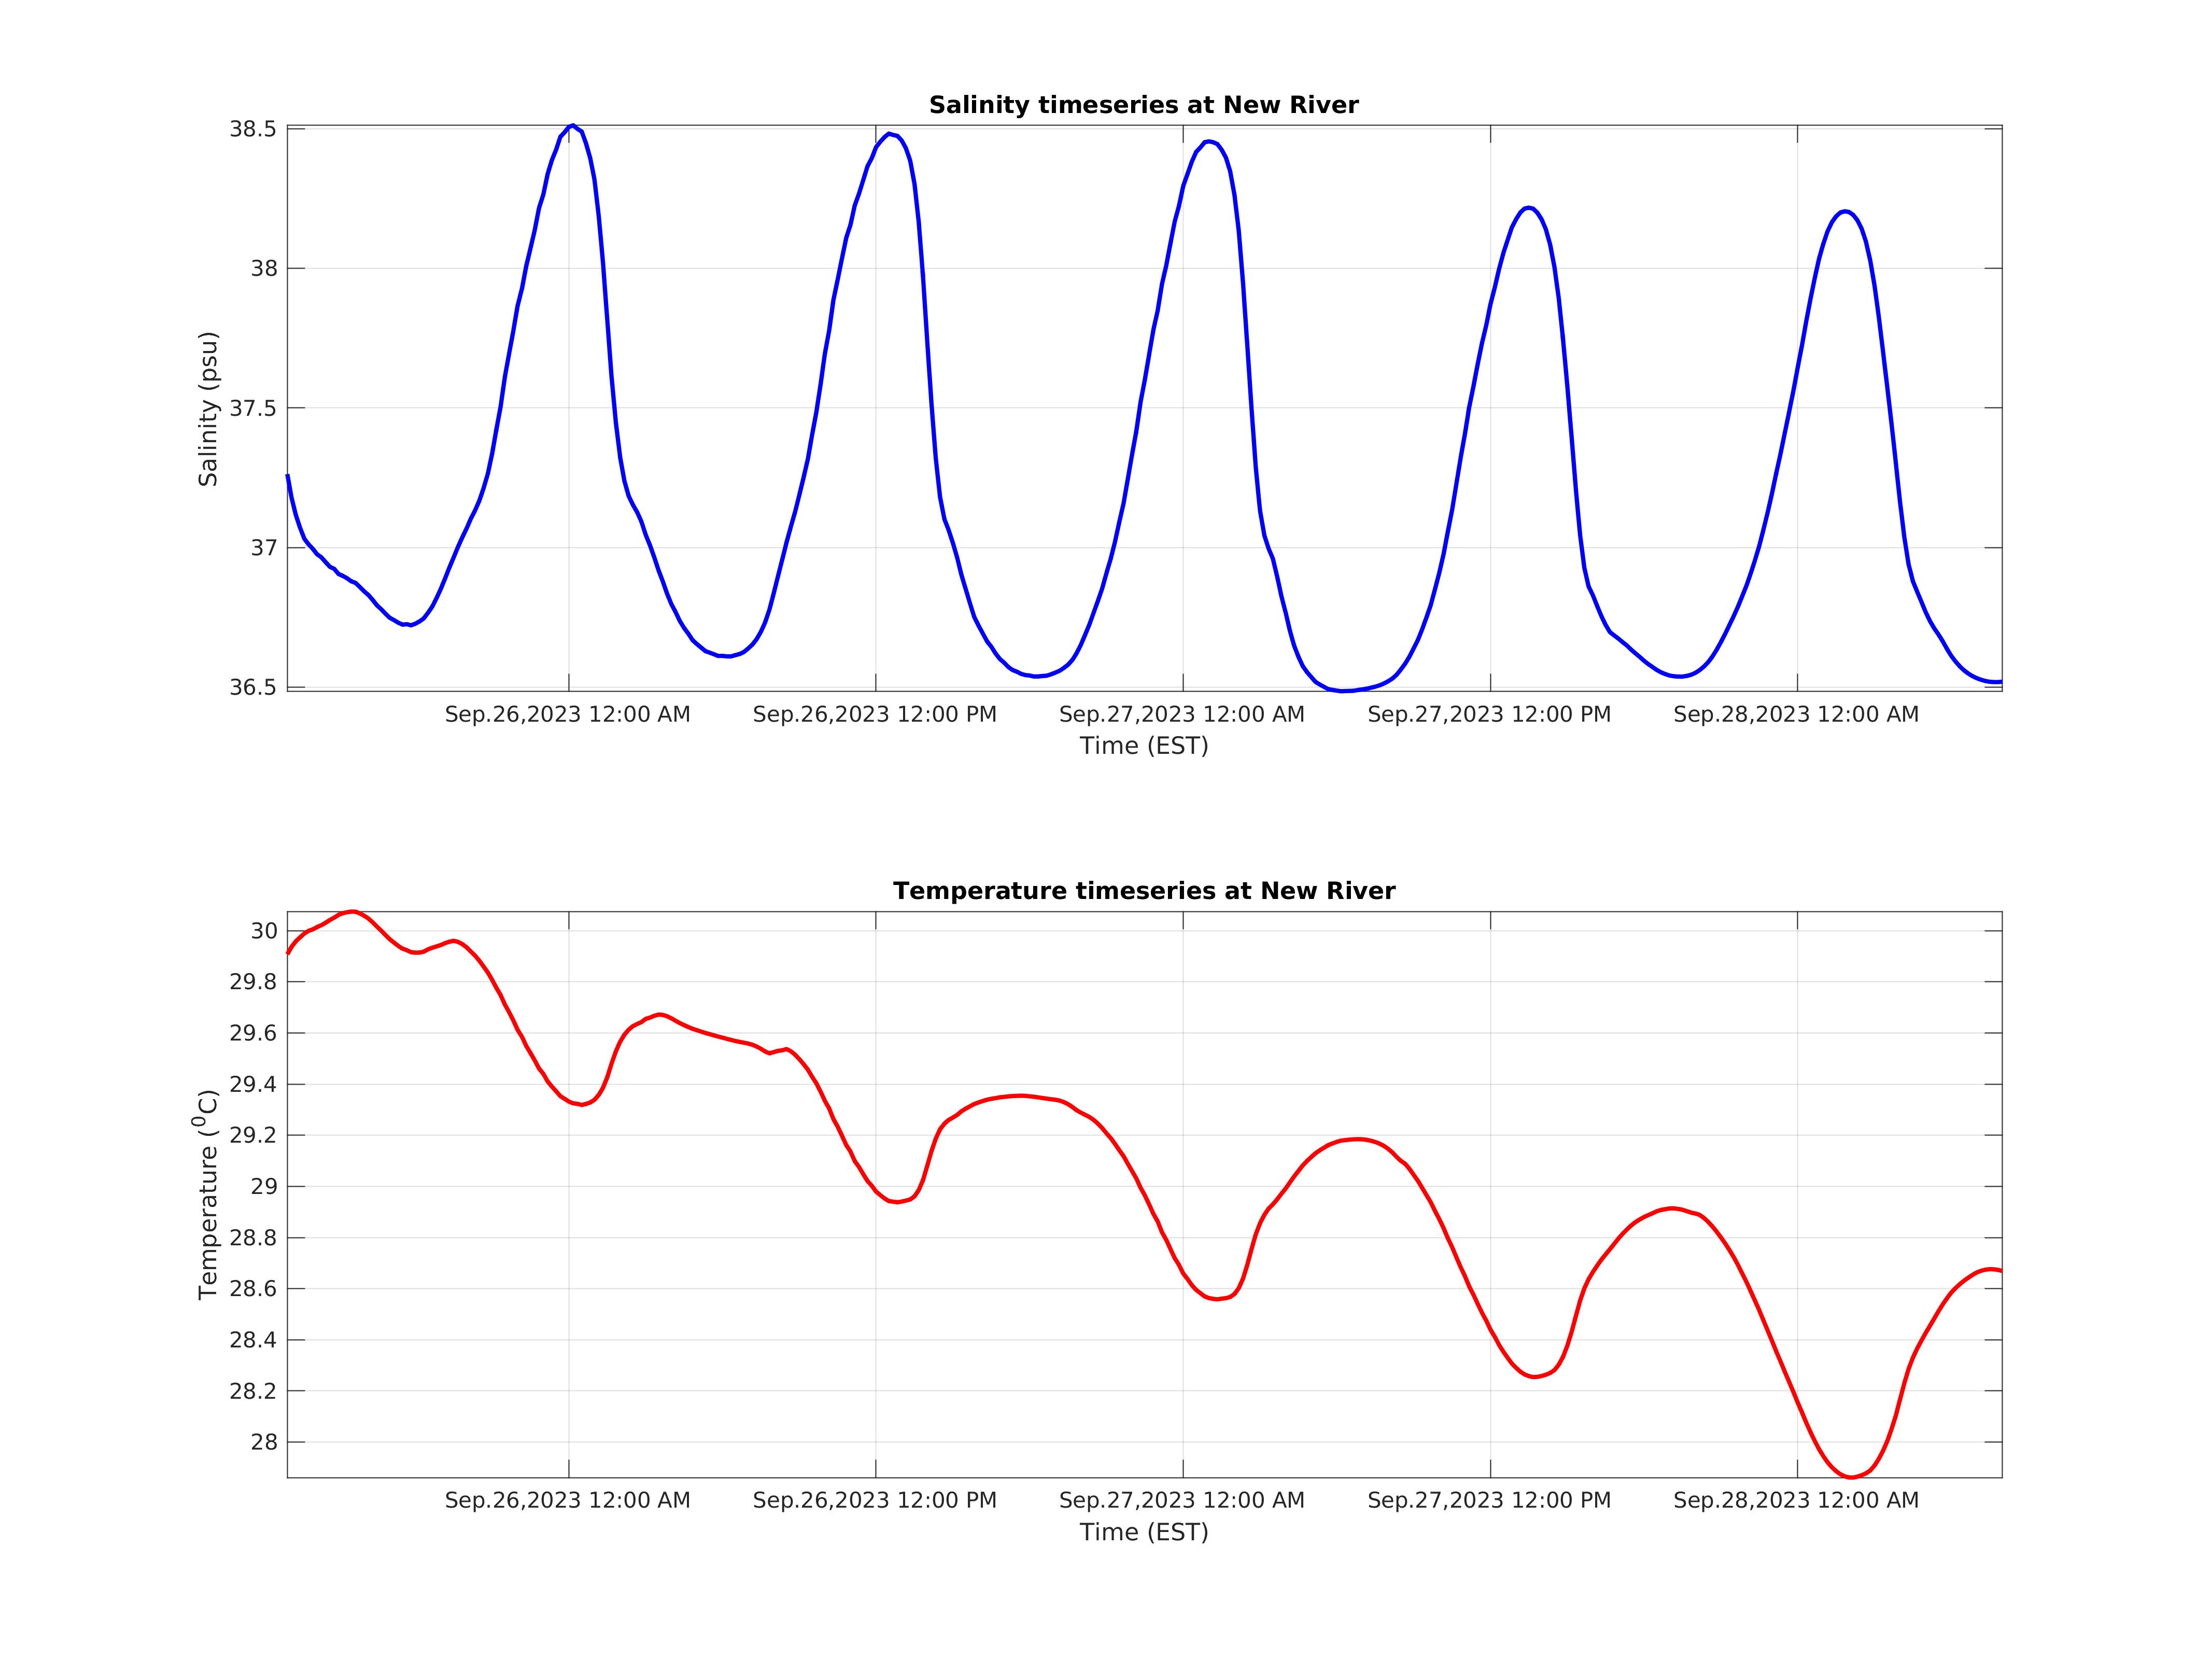 Salinity timeseries at New River
38.5
38
37.5
37
36.5
Salinity (psu)
Sep.26,2023 12:00 AM
Sep.26,2023 12:00 PM
Sep.27,2023 12:00 AM
Sep.27,2023 12:00 PM
Sep.28,2023 12:00 AM
Time (EST)
Temperature timeseries at New River
30
29.8
29.6
29.4
29.2
29
28.8
28.6
28.4
28.2
28
Temperature (⁰C)
Sep.26,2023 12:00 AM
Sep.26,2023 12:00 PM
Sep.27,2023 12:00 AM
Sep.27,2023 12:00 PM
Sep.28,2023 12:00 AM
Time (EST)